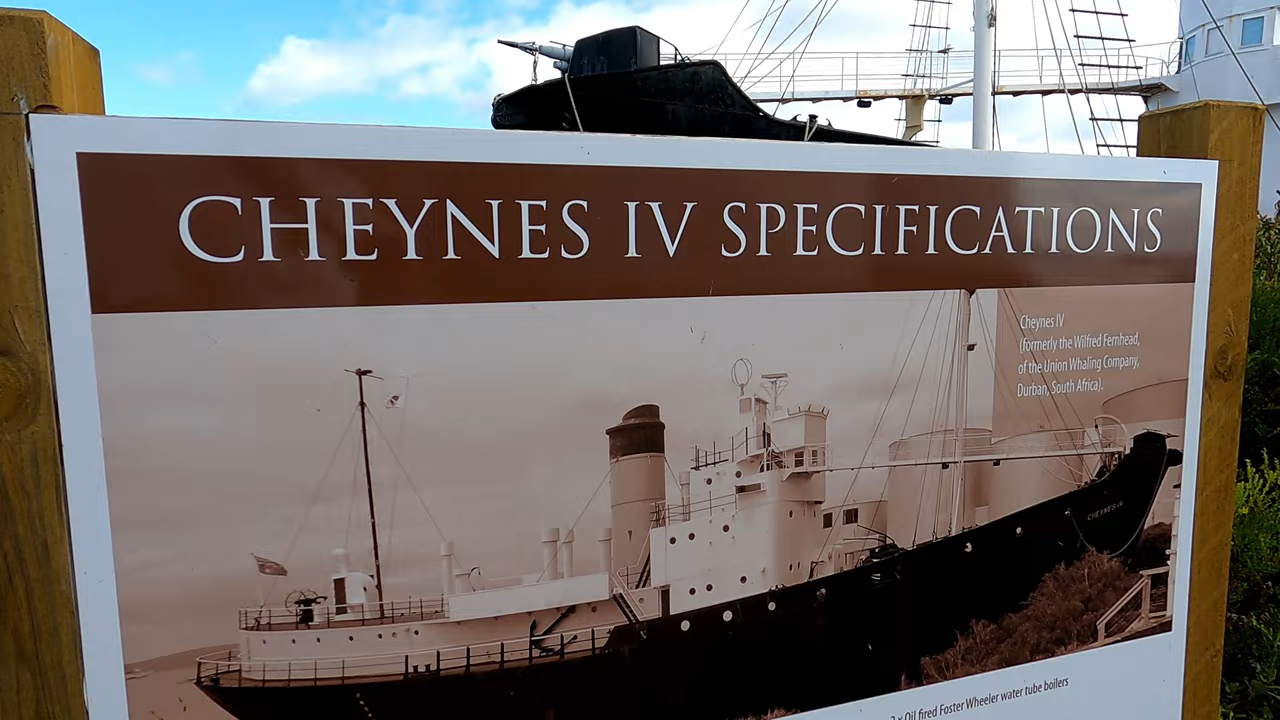 CHEYNES IV SPECIFICATIONS
Cheynes IV
(formerly the Wilfred Fernhead,
of the Union Whaling Company,
Durban, South Africa).
CHEYNES IV
x Oil fired Foster Wheeler water tube boilers